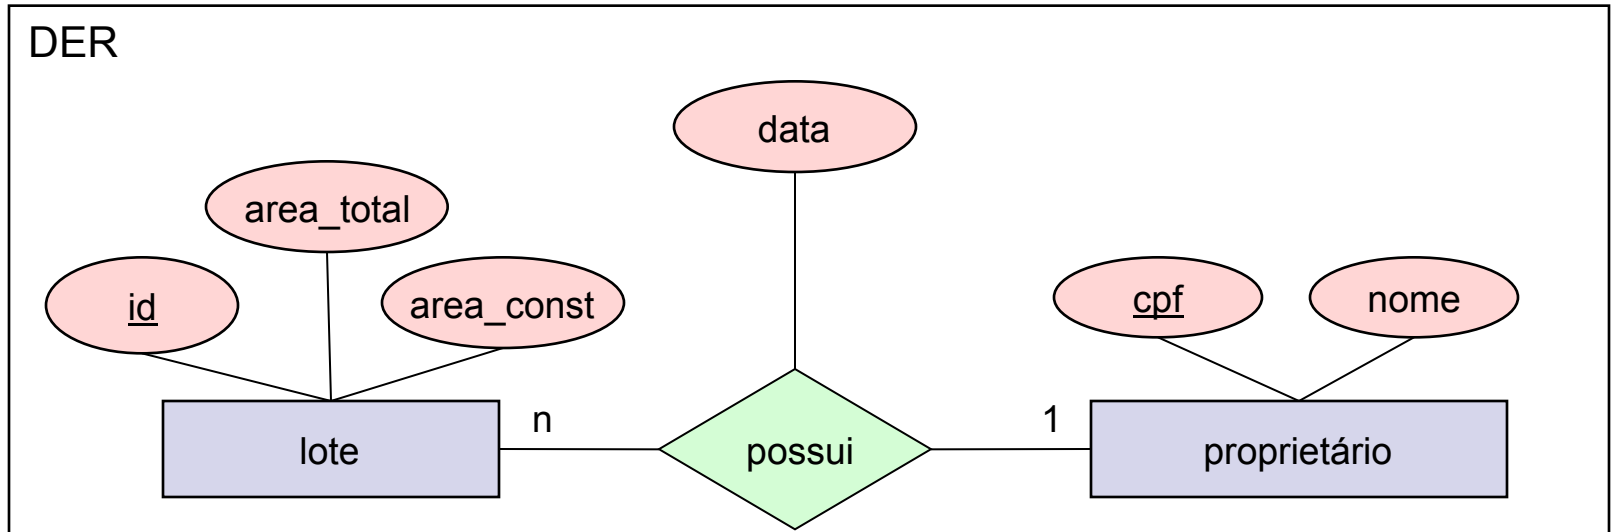 DER
data
area_total
id
area_const
cpf
nome
n
1
lote
possui
proprietário